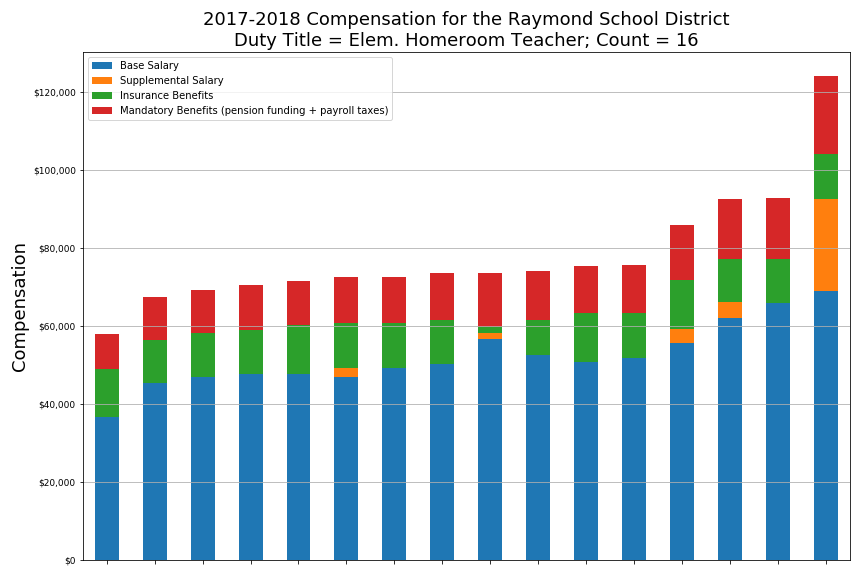 2017-2018 Compensation for the Raymond School District
Duty Title = Elem. Homeroom Teacher; Count = 16
Base Salary
Supplemental Salary
Insurance Benefits
Mandatory Benefits (pension funding + payroll taxes)
$120,000
$100,000
$80,000
$60,000
$40,000
$20,000
$0
Compensation